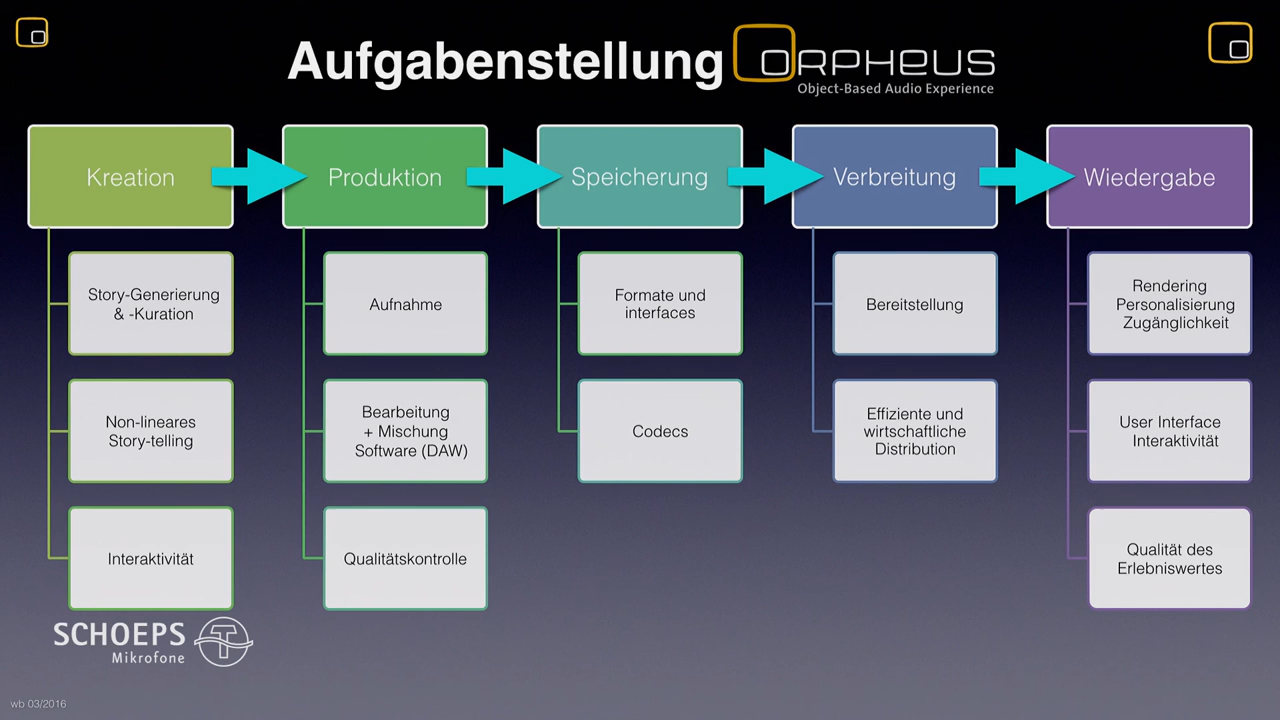 Aufgabenstellung
ORPHEUS
Object-Based Audio Experience
Kreation
Produktion
Speicherung
Verbreitung
Wiedergabe
Story-Generierung
& -Kuration
Non-lineares
Story-telling
Interaktivität
Aufnahme
Bearbeitung
+ Mischung
Software (DAW)
Qualitätskontrolle
Formate und
interfaces
Codecs
Bereitstellung
Effiziente und
wirtschaftliche
Distribution
Rendering
Personalisierung
Zugänglichkeit
User Interface
Interaktivität
Qualität des
Erlebniswertes
SCHOEPS
Mikrofone
wb 03/2016